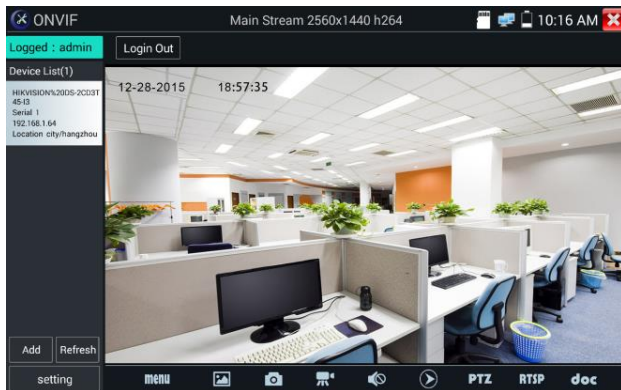 ONVIF
Main Stream 2560x1440 h264
10:16 AM
Logged : admin
Login Out
Device List(1)
HIKVISION%20DS-2CD3T
45-I3
Serial 1
192.168.1.64
Location city/hangzhou
12-28-2015 18:57:35
Add Refresh
setting
menu
PTZ RTSP doc